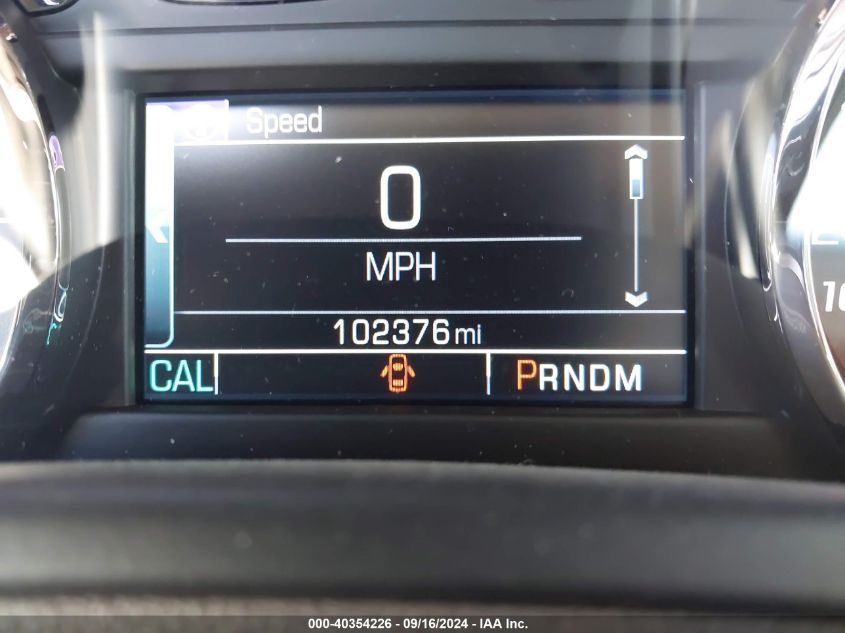 Speed
0
MPH
102376mi
CAL
PRNDM
000-40354226 - 09/16/2024 - IAA Inc.